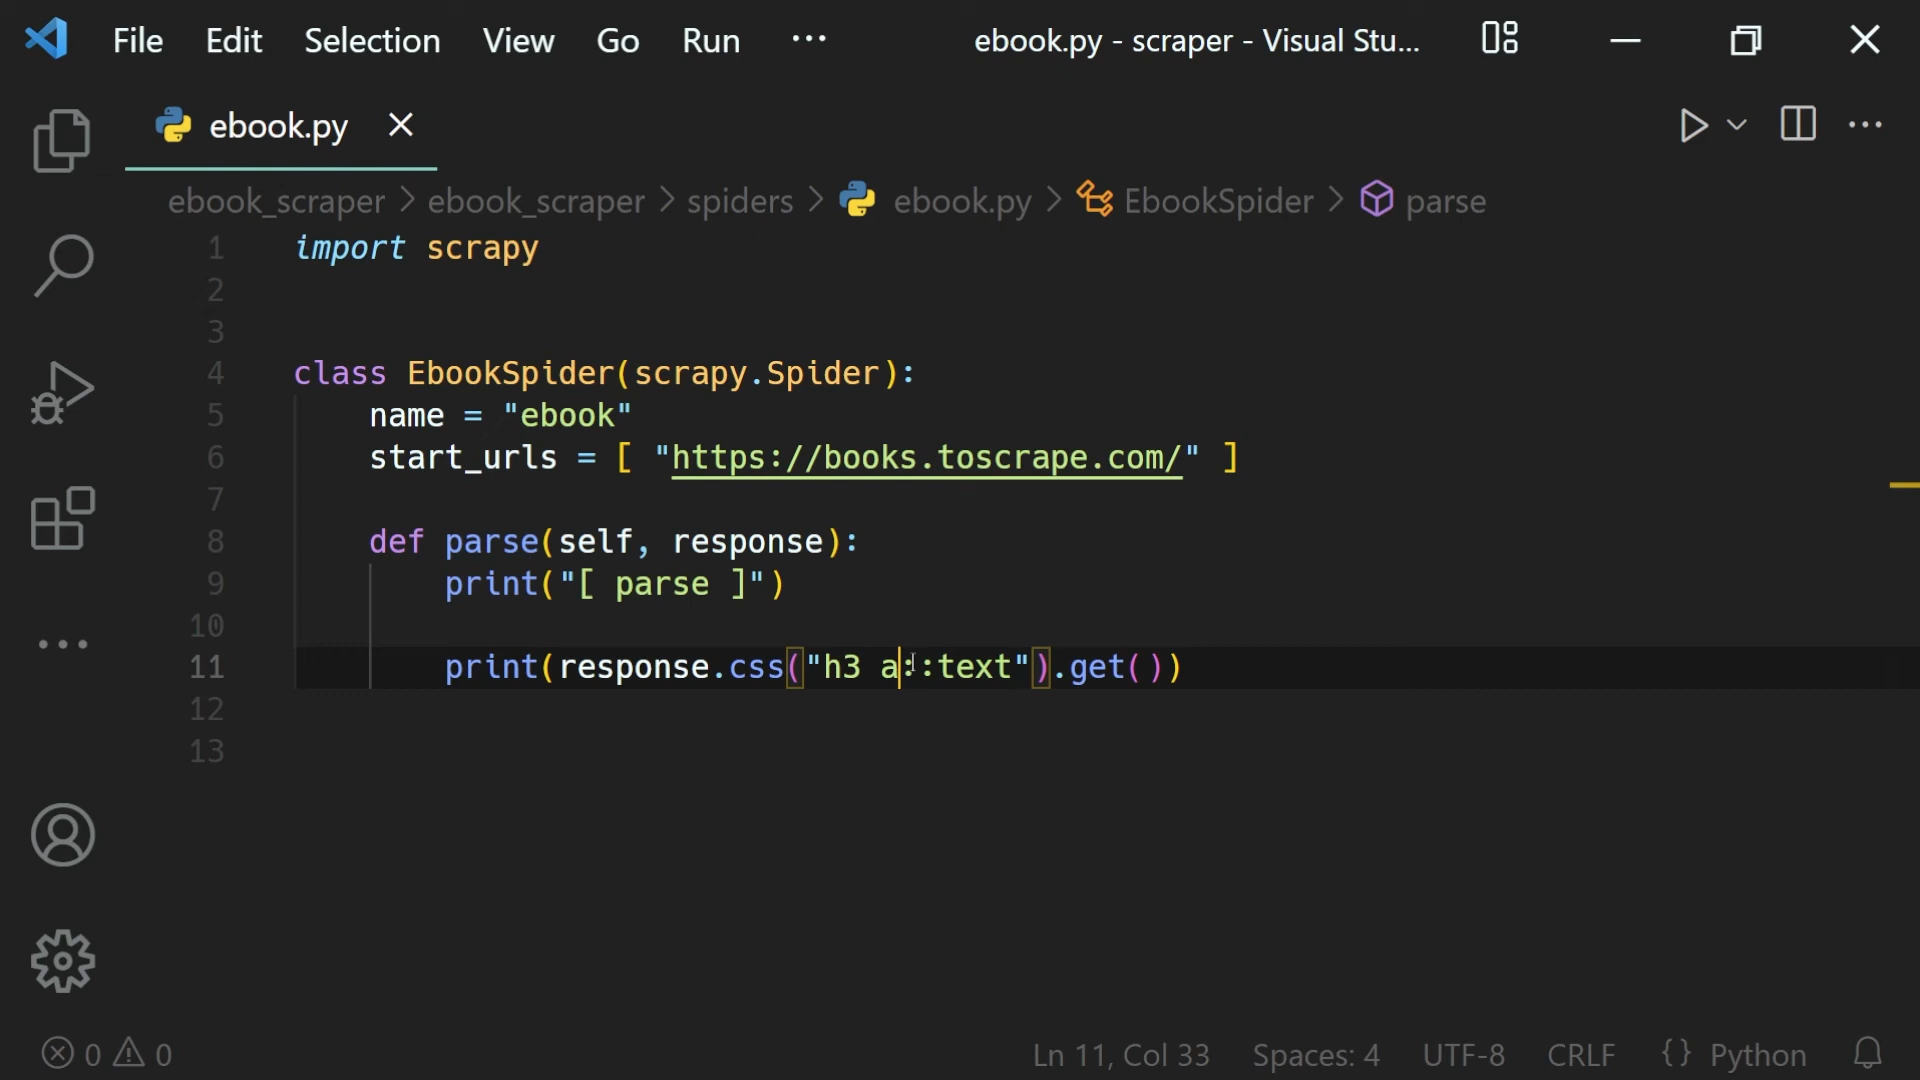 File Edit Selection View Go Run ··· ebook.py - scraper - Visual Stu...
ebook.py
ebook_scraper > ebook_scraper > spiders > ebook.py > EbookSpider > parse
1 import scrapy
2
3
4 class EbookSpider(scrapy.Spider):
5 name = "ebook"
6 start_urls = [ "https://books.toscrape.com/" ]
7
8 def parse(self, response):
9 print("[ parse ]")
10
11 print(response.css("h3 a::text").get())
12
13
0 0 Ln 11, Col 33 Spaces: 4 UTF-8 CRLF {} Python